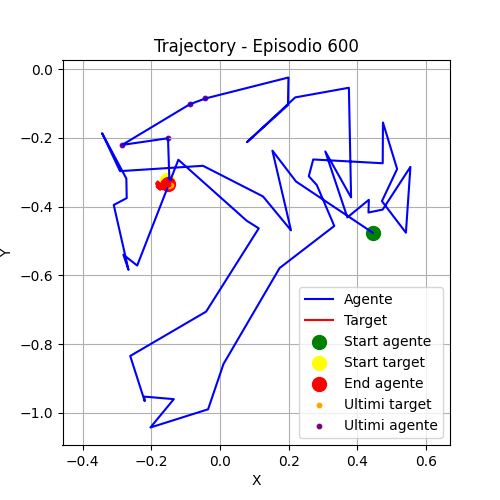 Trajectory - Episodio 600
0.0
−0.2
−0.4
−0.6
−0.8
−1.0
Y
−0.4
−0.2
0.0
0.2
0.4
0.6
X
Agente
Target
Start agente
Start target
End agente
Ultimi target
Ultimi agente